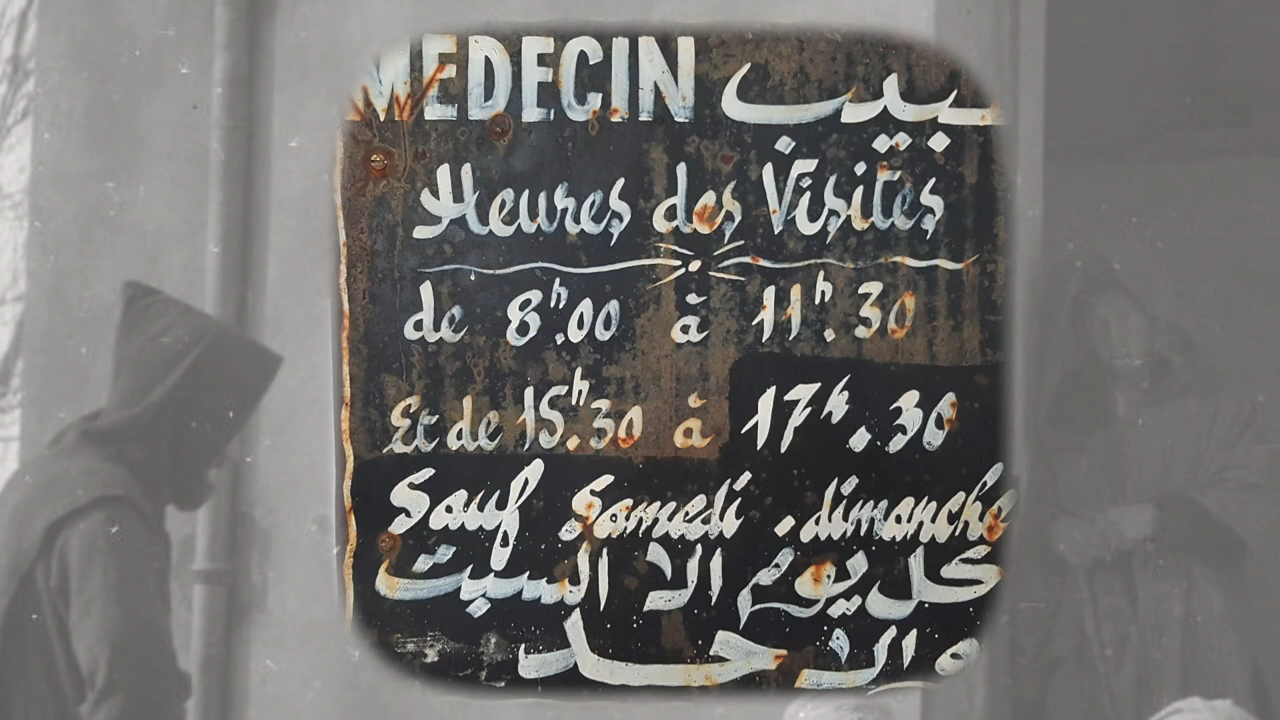 MEDECIN طبيب
Heures des Visites
de 8h.00 à 11h.30
Et de 15h.30 à 17h.30
Sauf Samedi . dimanche
كل يوم الا السبت
و الاحد